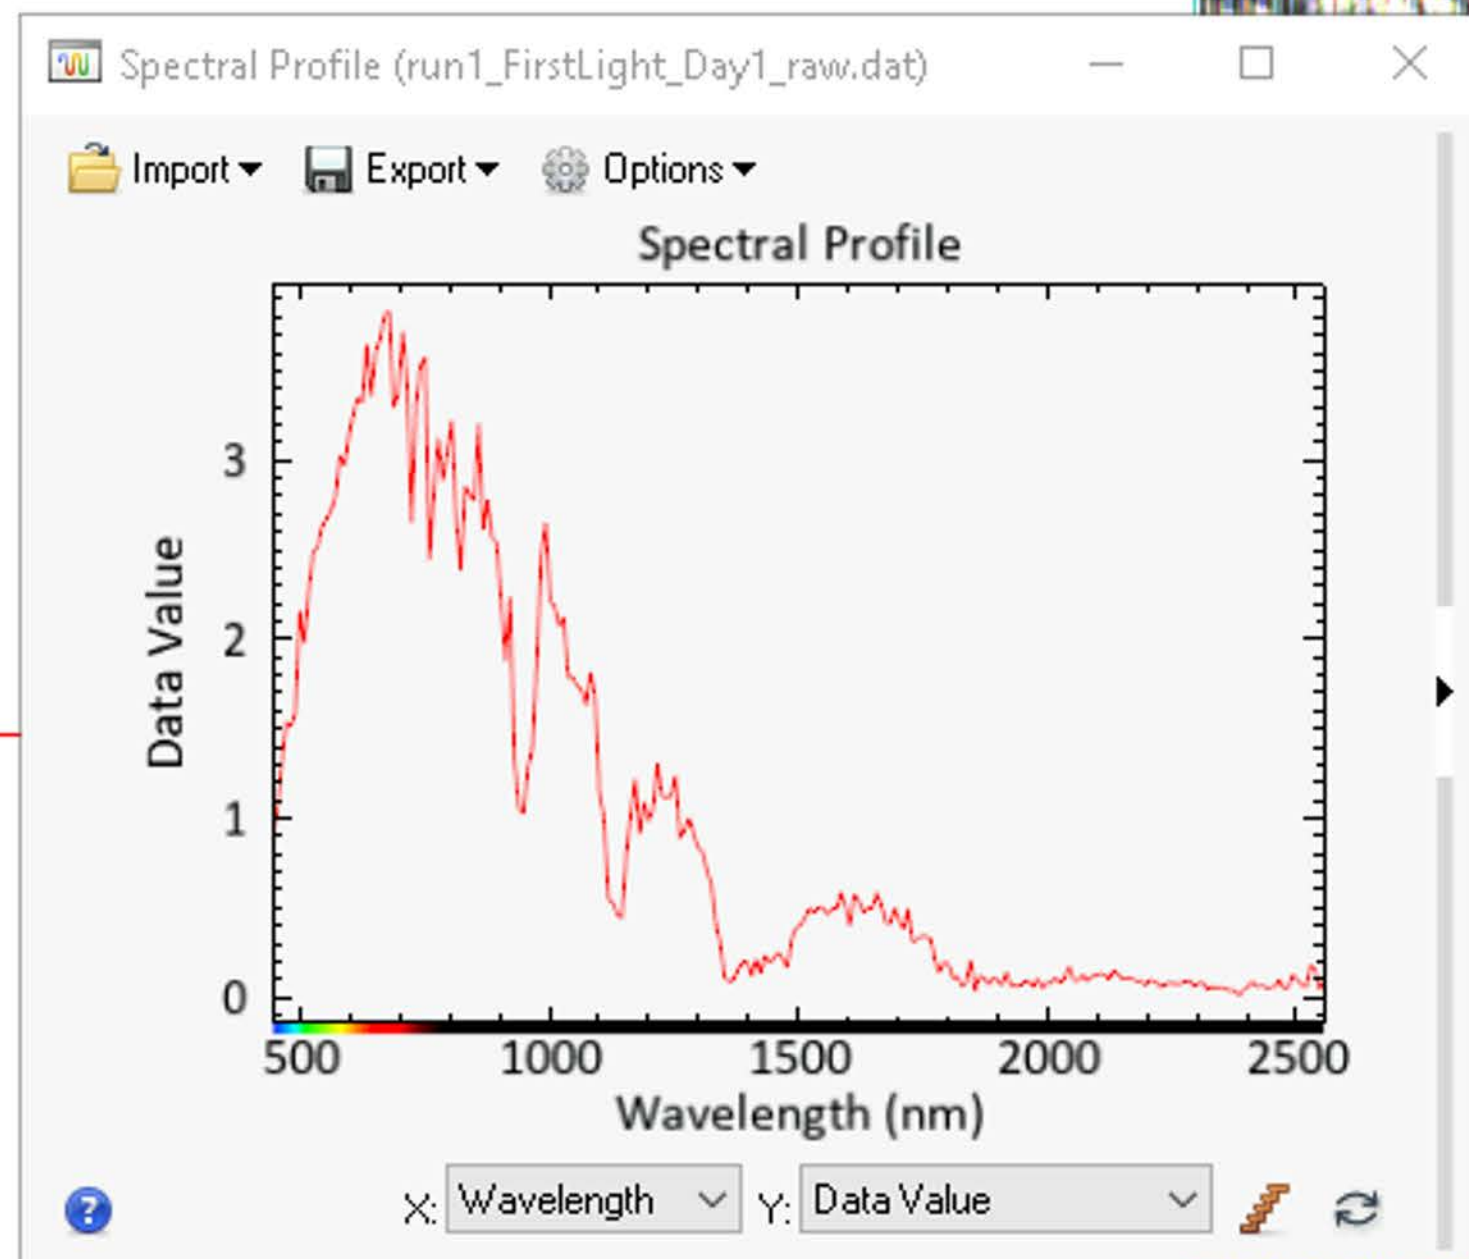 Spectral Profile (run1_FirstLight_Day1_raw.dat)
Import Export Options
Spectral Profile
Data Value
3
2
1
0
500 1000 1500 2000 2500
Wavelength (nm)
? X: Wavelength Y: Data Value